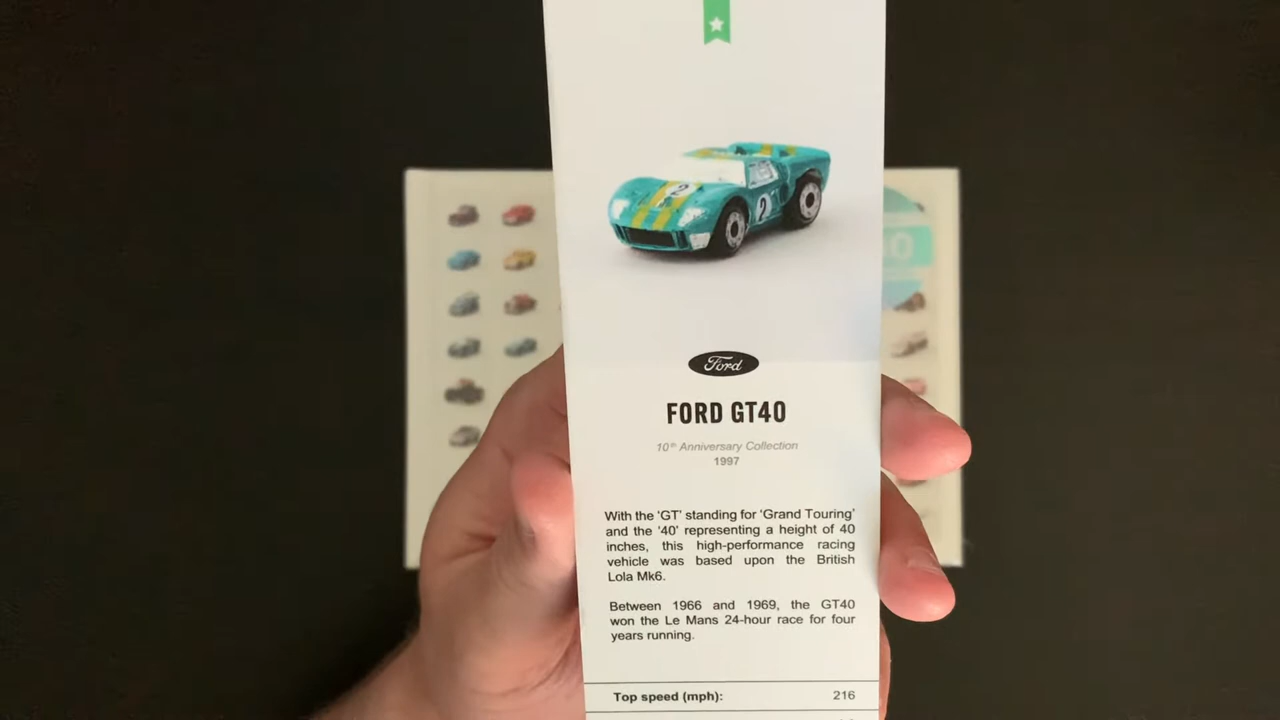 2
2
Ford
FORD GT40
10th Anniversary Collection
1997
With the ‘GT’ standing for ‘Grand Touring’
and the ‘40’ representing a height of 40
inches, this high-performance racing
vehicle was based upon the British
Lola Mk6.
Between 1966 and 1969, the GT40
won the Le Mans 24-hour race for four
years running.
Top speed (mph): 216